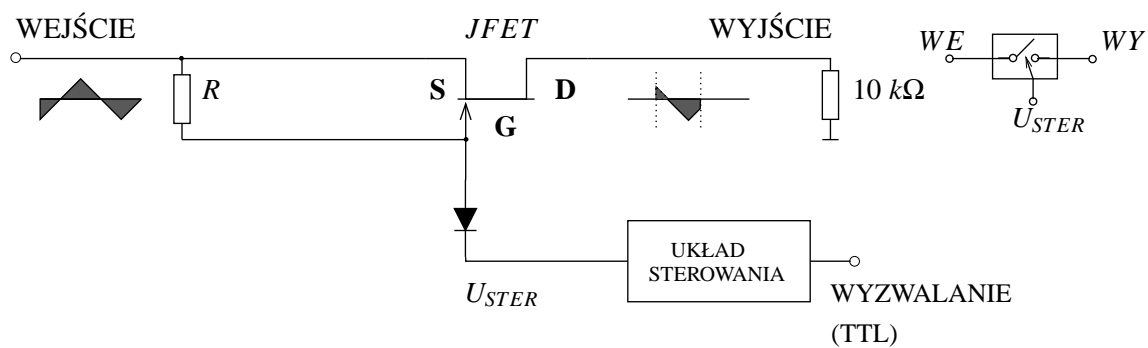 WEJŚCIE
JFET
WYJŚCIE
R
S
D
G
10 kΩ
WE
WY
U_STER
U_STER
UKŁAD
STEROWANIA
WYZWALANIE
(TTL)